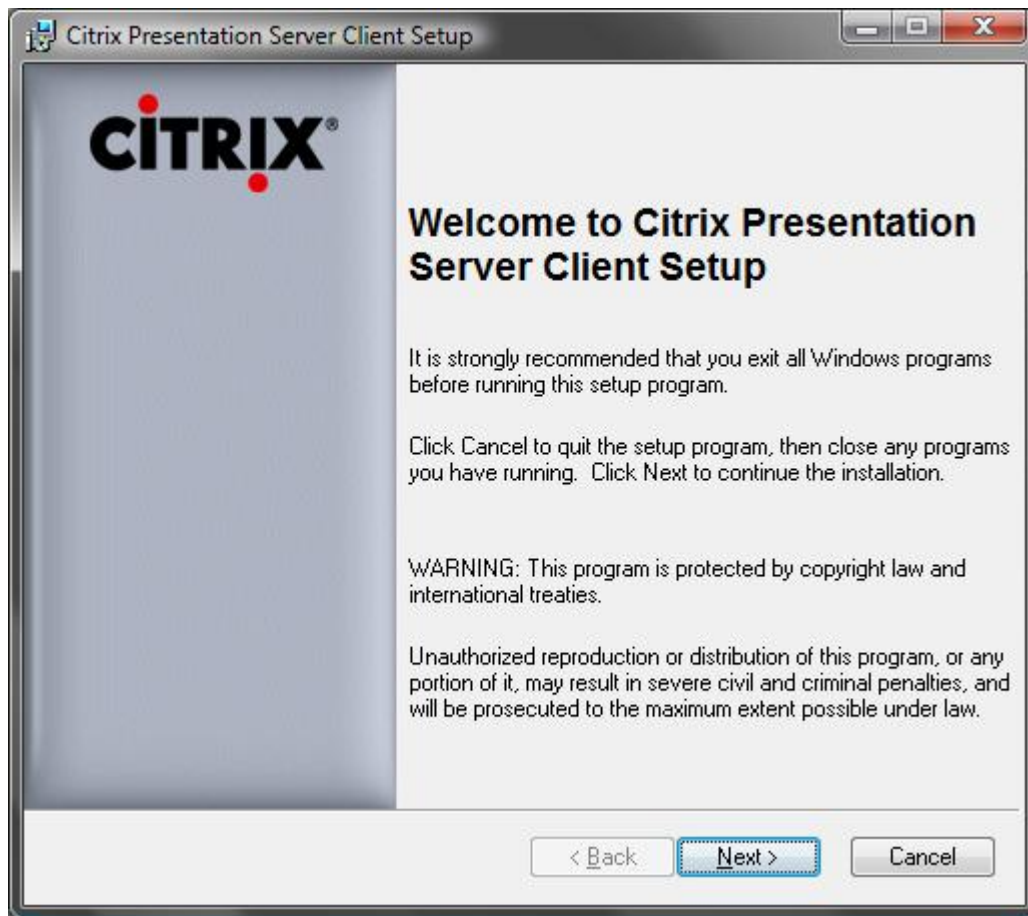 Citrix Presentation Server Client Setup
CİTRIX®
Welcome to Citrix Presentation
Server Client Setup
It is strongly recommended that you exit all Windows programs
before running this setup program.
Click Cancel to quit the setup program, then close any programs
you have running.  Click Next to continue the installation.
WARNING: This program is protected by copyright law and
international treaties.
Unauthorized reproduction or distribution of this program, or any
portion of it, may result in severe civil and criminal penalties, and
will be prosecuted to the maximum extent possible under law.
< Back Next > Cancel